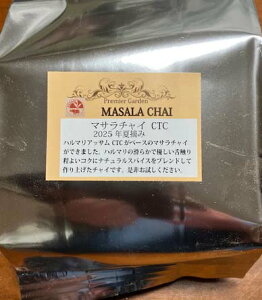 Premier Garden
MASALA CHAI
マサラチャイ CTC
2025年夏摘み
ハルマリアッサム CTCがベースのマサラチャイ
ができました。ハルマリの滑らかで優しい舌触り
程よいコクにナチュラルスパイスをブレンドして
作り上げたチャイです。是非お試しください。